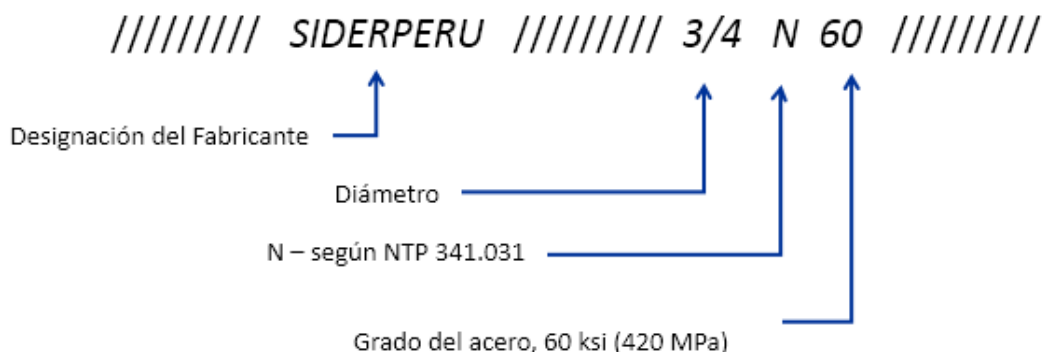 ///////// SIDERPERU ///////// 3/4 N 60 /////////
Designación del Fabricante
Diámetro
N – según NTP 341.031
Grado del acero, 60 ksi (420 MPa)